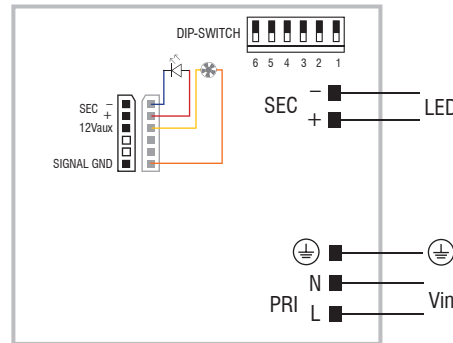 DIP-SWITCH
6 5 4 3 2 1
SEC −
+
12Vaux
SIGNAL GND
SEC − LED
+
N
PRI L Vin